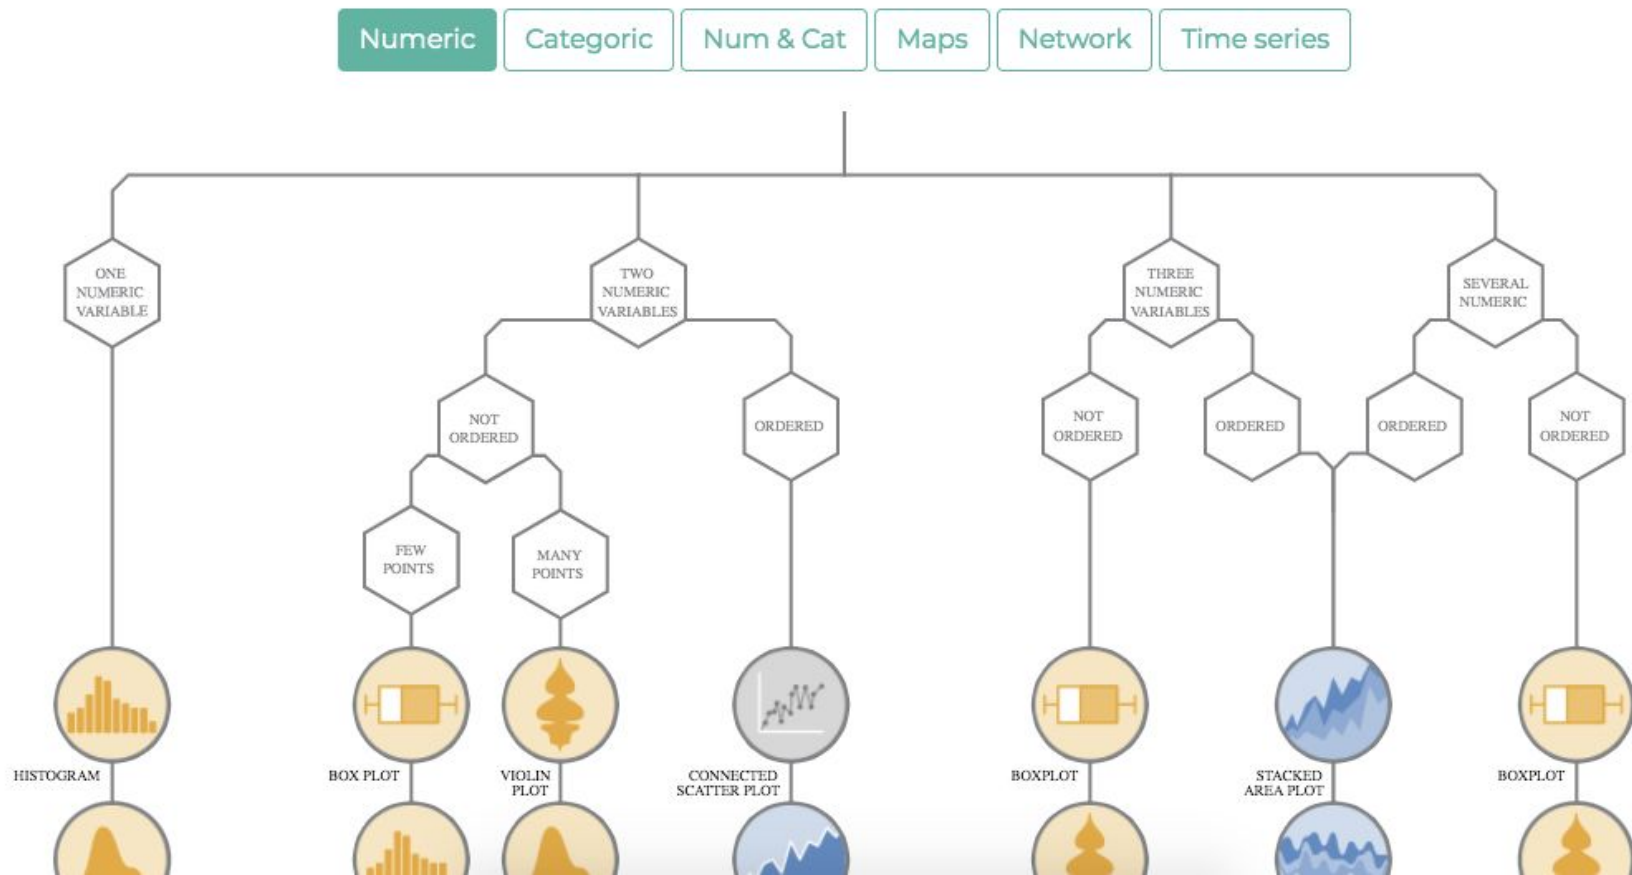 Numeric
Categoric
Num & Cat
Maps
Network
Time series
ONE
NUMERIC
VARIABLE
TWO
NUMERIC
VARIABLES
THREE
NUMERIC
VARIABLES
SEVERAL
NUMERIC
NOT
ORDERED
ORDERED
NOT
ORDERED
ORDERED
ORDERED
NOT
ORDERED
FEW
POINTS
MANY
POINTS
HISTOGRAM
BOX PLOT
VIOLIN
PLOT
CONNECTED
SCATTER PLOT
BOXPLOT
STACKED
AREA PLOT
BOXPLOT